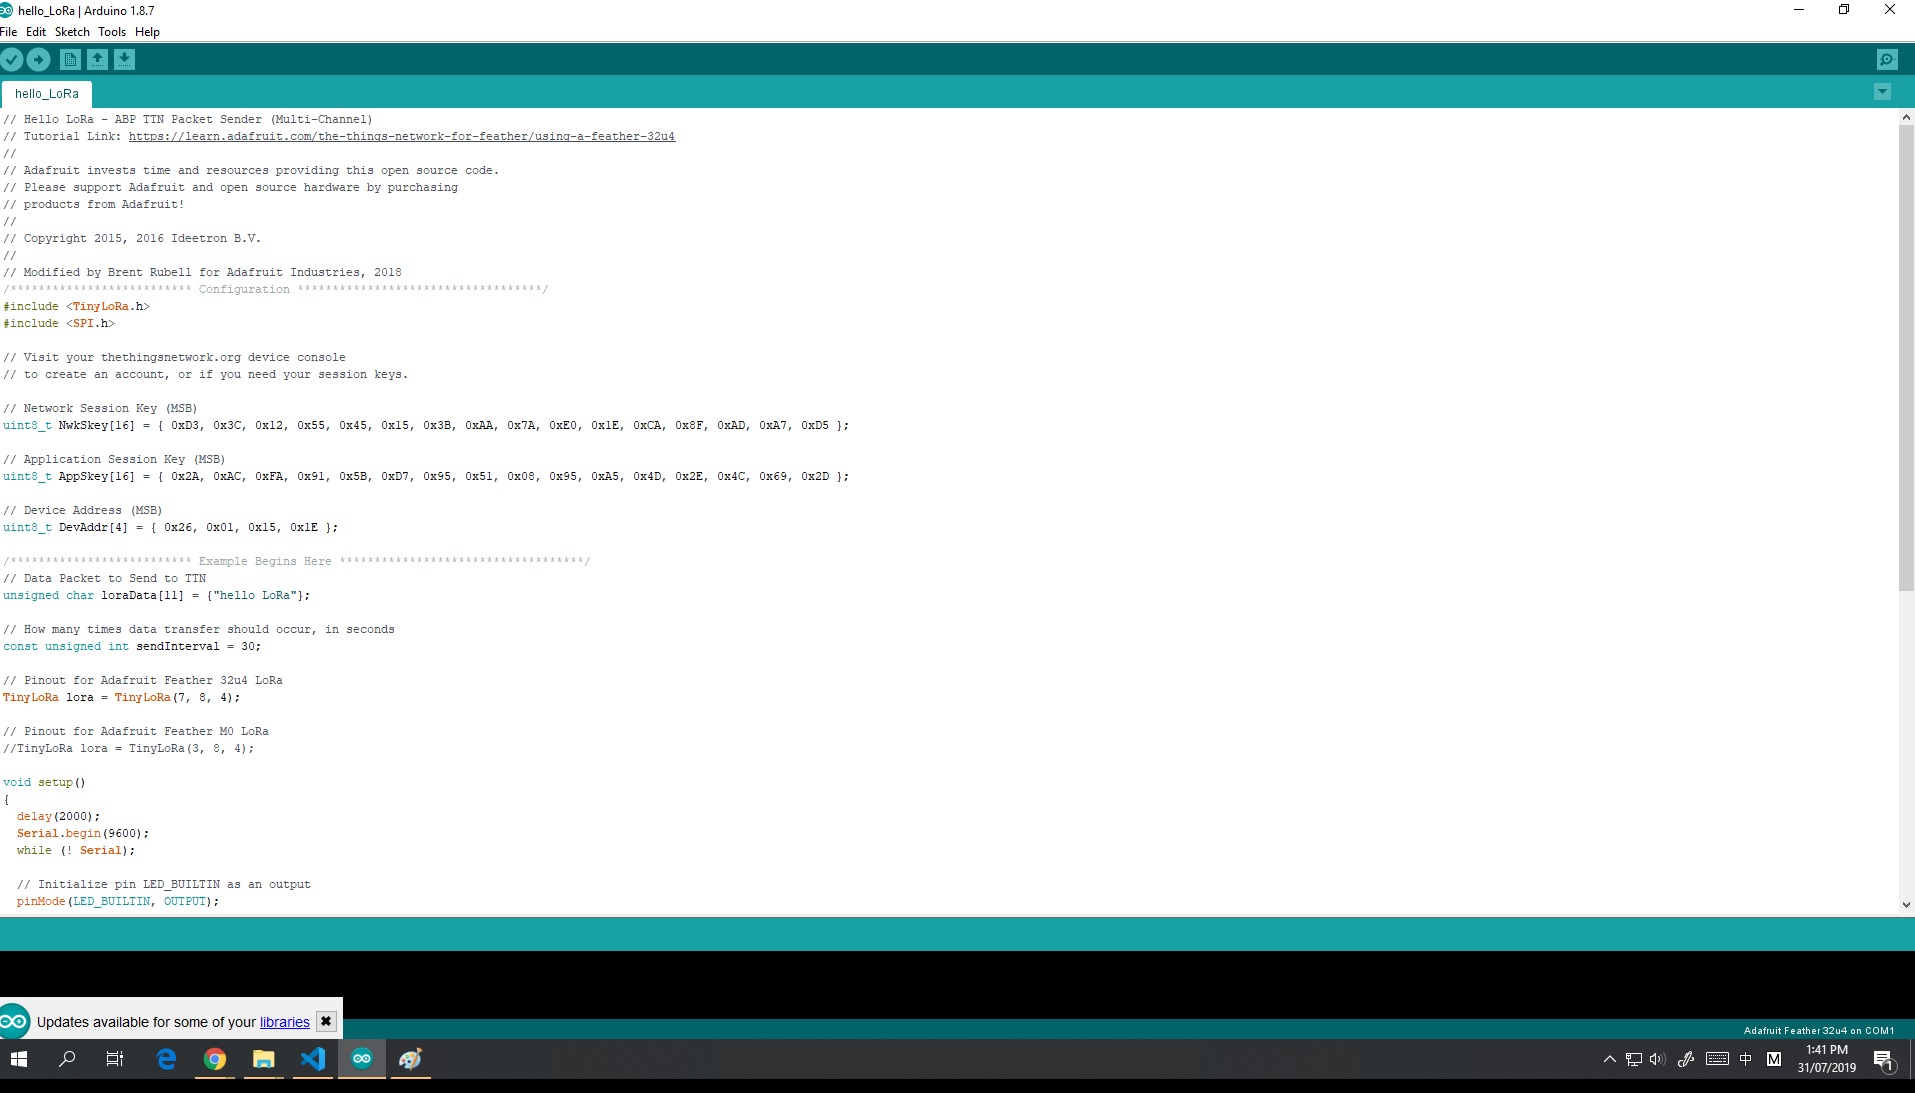 hello_LoRa | Arduino 1.8.7
File Edit Sketch Tools Help
hello_LoRa
// Hello LoRa - ABP TTN Packet Sender (Multi-Channel)
// Tutorial Link: https://learn.adafruit.com/the-things-network-for-feather/using-a-feather-32u4
//
// Adafruit invests time and resources providing this open source code.
// Please support Adafruit and open source hardware by purchasing
// products from Adafruit!
//
// Copyright 2015, 2016 Ideetron B.V.
//
// Modified by Brent Rubell for Adafruit Industries, 2018
/************************** Configuration ***********************************/
#include <TinyLoRa.h>
#include <SPI.h>
// Visit your thethingsnetwork.org device console
// to create an account, or if you need your session keys.
// Network Session Key (MSB)
uint8_t NwkSkey[16] = { 0xD3, 0x3C, 0x12, 0x55, 0x45, 0x15, 0x3B, 0xAA, 0x7A, 0xE0, 0x1E, 0xCA, 0x8F, 0xAD, 0xA7, 0xD5 };
// Application Session Key (MSB)
uint8_t AppSkey[16] = { 0x2A, 0xAC, 0xFA, 0x91, 0x5B, 0xD7, 0x95, 0x51, 0x08, 0x95, 0xA5, 0x4D, 0x2E, 0x4C, 0x69, 0x2D };
// Device Address (MSB)
uint8_t DevAddr[4] = { 0x26, 0x01, 0x15, 0x1E };
/************************** Example Begins Here ***********************************/
// Data Packet to Send to TTN
unsigned char loraData[11] = {"hello LoRa"};
// How many times data transfer should occur, in seconds
const unsigned int sendInterval = 30;
// Pinout for Adafruit Feather 32u4 LoRa
TinyLoRa lora = TinyLoRa(7, 8, 4);
// Pinout for Adafruit Feather M0 LoRa
//TinyLoRa lora = TinyLoRa(3, 8, 4);
void setup()
{
delay(2000);
Serial.begin(9600);
while (! Serial);
// Initialize pin LED_BUILTIN as an output
pinMode(LED_BUILTIN, OUTPUT);
Updates available for some of your libraries
Adafruit Feather 32u4 on COM1
中 M
1:41 PM
31/07/2019
1